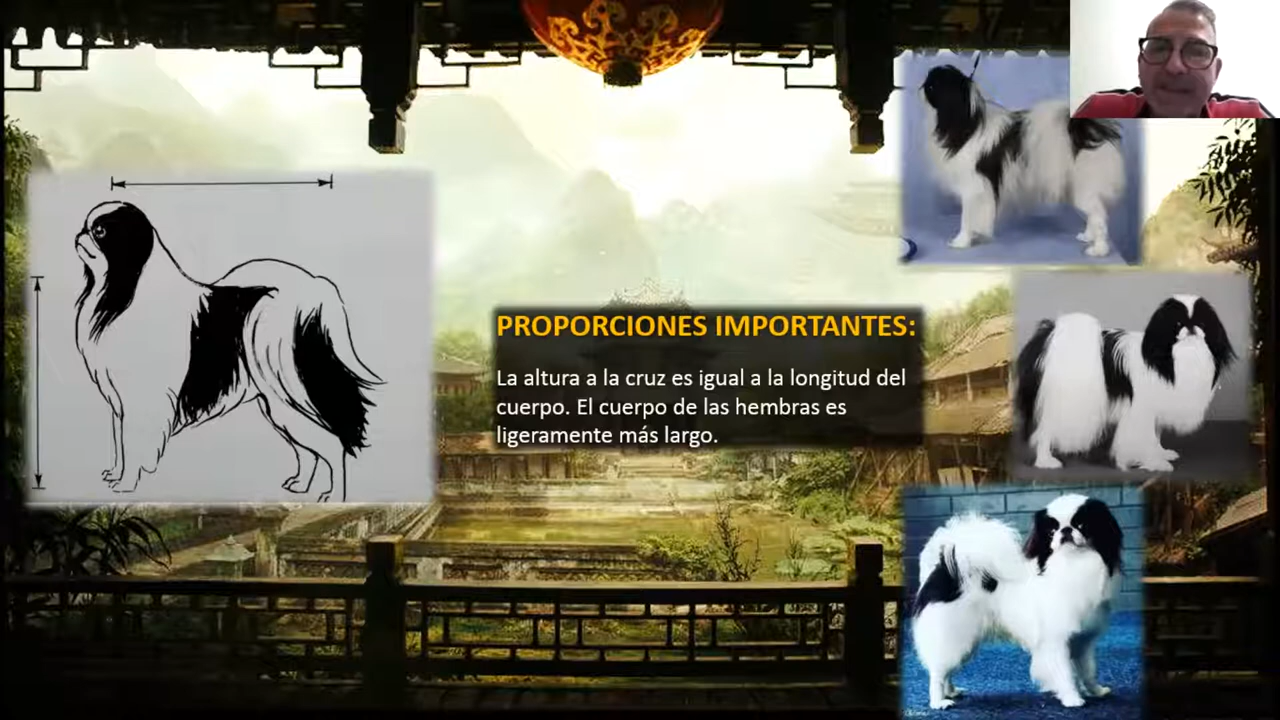 PROPORCIONES IMPORTANTES:
La altura a la cruz es igual a la longitud del
cuerpo. El cuerpo de las hembras es
ligeramente más largo.